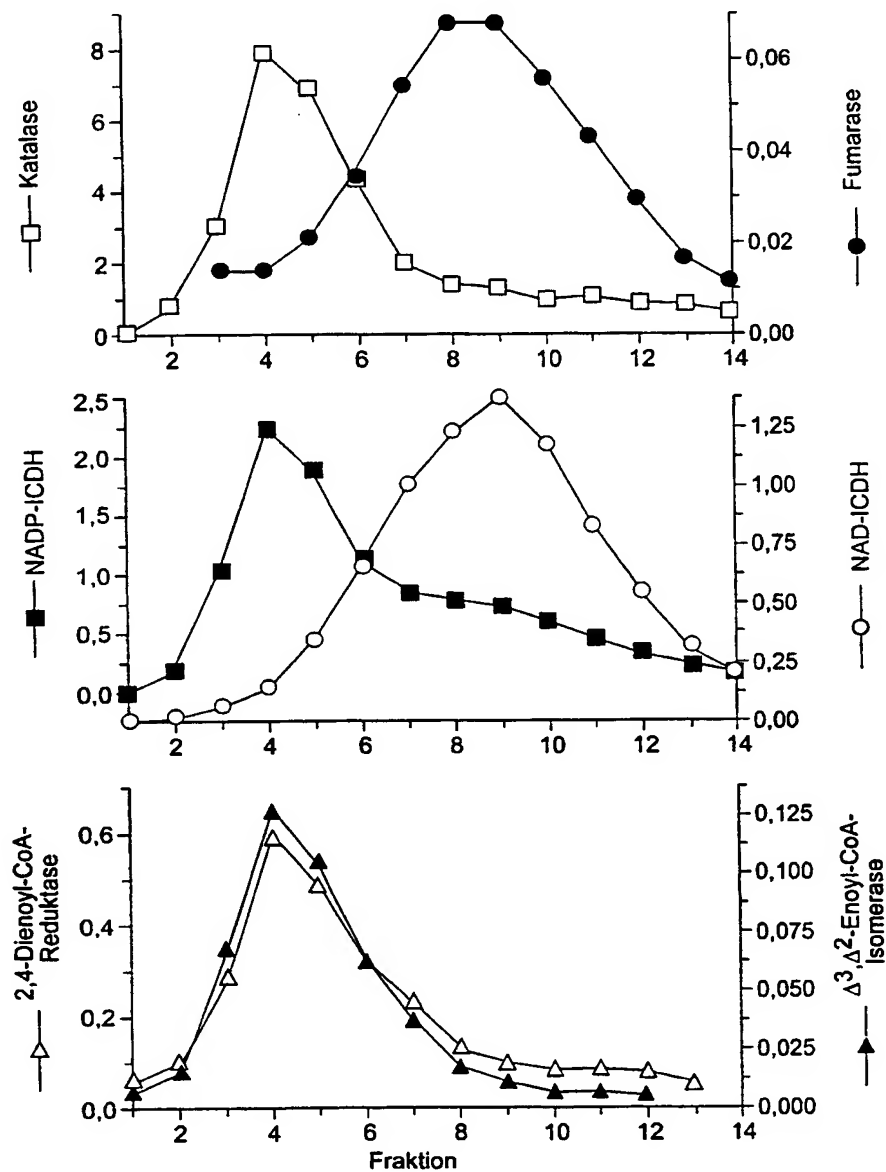 8
6
4
2
0
Katalase
0,06
0,04
0,02
0,00
Fumarase
2 4 6 8 10 12 14
2,5
2,0
1,5
1,0
0,5
0,0
NADP-ICDH
1,25
1,00
0,75
0,50
0,25
0,00
NAD-ICDH
2 4 6 8 10 12 14
0,6
0,4
0,2
0,0
2,4-Dienoyl-CoA-
Reduktase
0,125
0,100
0,075
0,050
0,025
0,000
Δ³,Δ²-Enoyl-CoA-
Isomerase
2 4 6 8 10 12 14
Fraktion